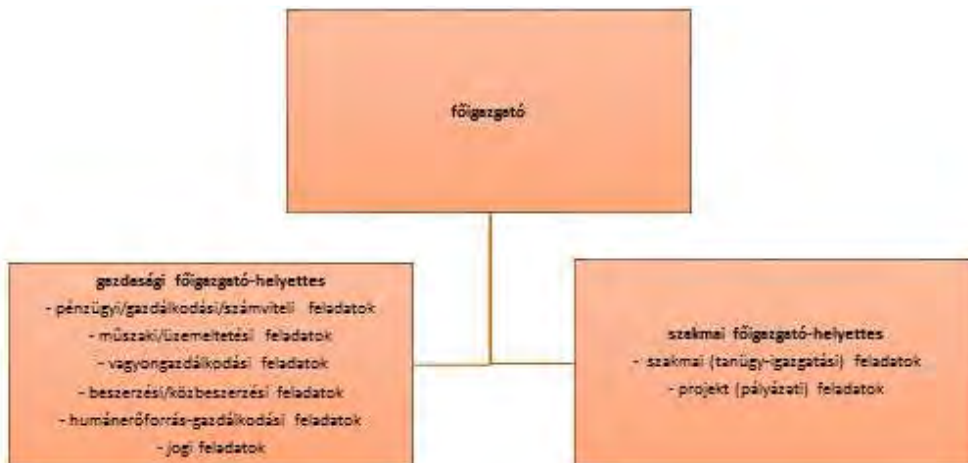 főigazgató
gazdasági főigazgató-helyettes
- pénzügyi/gazdálkodási/számviteli feladatok
- műszaki/üzemeltetési feladatok
- vagyongazdálkodási feladatok
- beszerzési/közbeszerzési feladatok
- humánerőforrás-gazdálkodási feladatok
- jogi feladatok
szakmai főigazgató-helyettes
- szakmai (tanügy-igazgatási) feladatok
- projekt (pályázati) feladatok